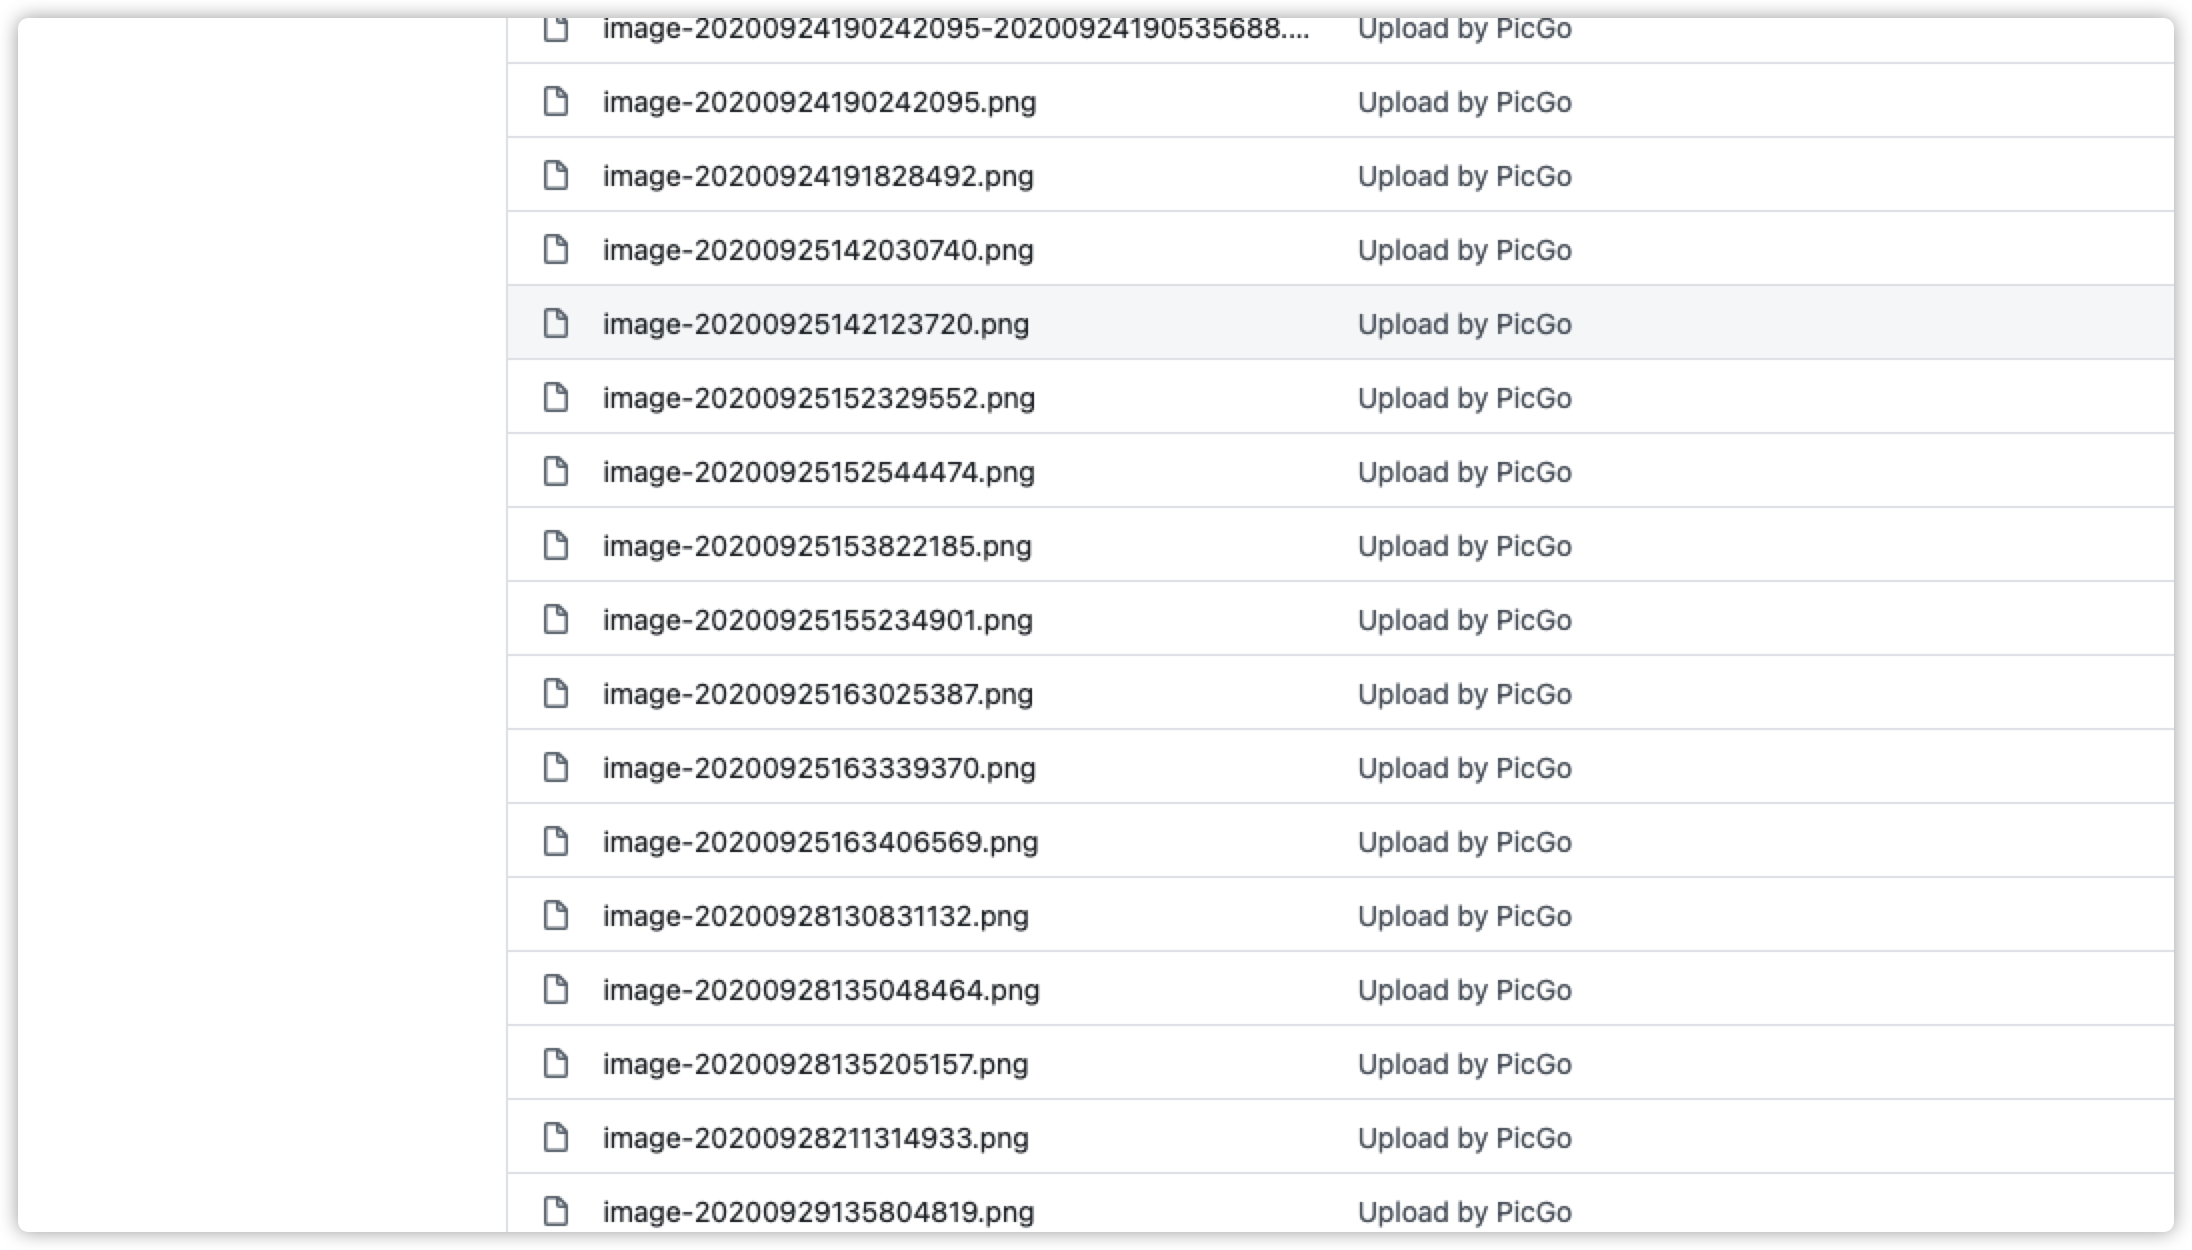 image-20200924190242095-20200924190535688.... Upload by PicGo
image-20200924190242095.png Upload by PicGo
image-20200924191828492.png Upload by PicGo
image-20200925142030740.png Upload by PicGo
image-20200925142123720.png Upload by PicGo
image-20200925152329552.png Upload by PicGo
image-20200925152544474.png Upload by PicGo
image-20200925153822185.png Upload by PicGo
image-20200925155234901.png Upload by PicGo
image-20200925163025387.png Upload by PicGo
image-20200925163339370.png Upload by PicGo
image-20200925163406569.png Upload by PicGo
image-20200928130831132.png Upload by PicGo
image-20200928135048464.png Upload by PicGo
image-20200928135205157.png Upload by PicGo
image-20200928211314933.png Upload by PicGo
image-20200929135804819.png Upload by PicGo